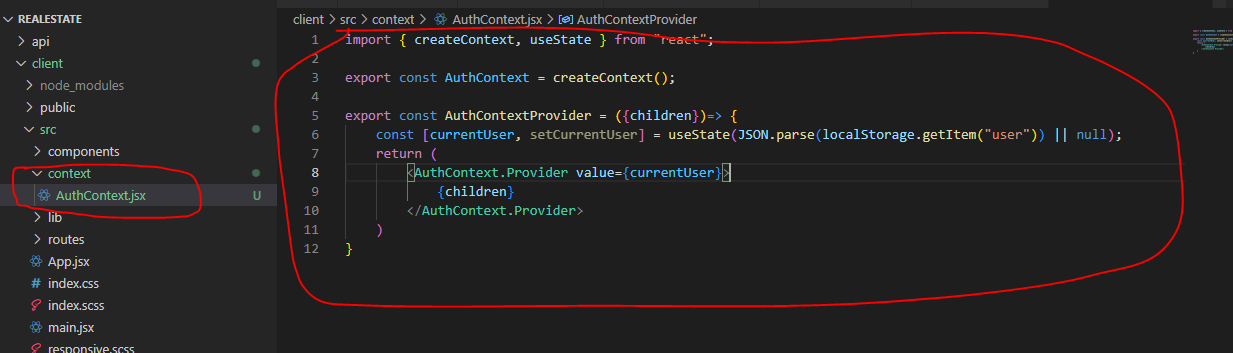 REALESTATE
api
client
node_modules
public
src
components
context
AuthContext.jsx U
lib
routes
App.jsx
index.css
index.scss
main.jsx
responsive.scss
client > src > context > AuthContext.jsx > AuthContextProvider
1 import { createContext, useState } from "react";
2
3 export const AuthContext = createContext();
4
5 export const AuthContextProvider = ({children})=> {
6 const [currentUser, setCurrentUser] = useState(JSON.parse(localStorage.getItem("user")) || null);
7 return (
8 <AuthContext.Provider value={currentUser}>
9 {children}
10 </AuthContext.Provider>
11 )
12 }